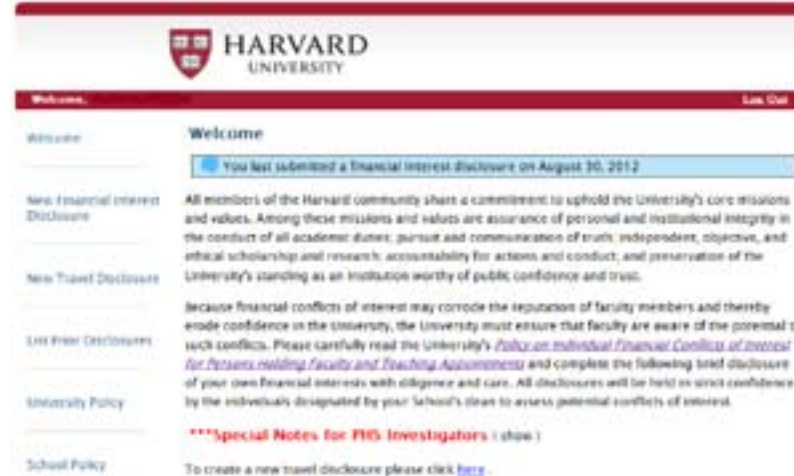 HARVARD
UNIVERSITY
Welcome,
Log Out
Welcome
New Financial Interest
Disclosure
New Travel Disclosure
List Prior Disclosures
University Policy
School Policy
Welcome
You last submitted a financial interest disclosure on August 30, 2012
All members of the Harvard community share a commitment to uphold the University's core missions
and values. Among these missions and values are assurance of personal and institutional integrity in
the conduct of all academic duties; pursuit and communication of truth; independent, objective, and
ethical scholarship and research; accountability for actions and conduct; and preservation of the
University's standing as an institution worthy of public confidence and trust.
Because financial conflicts of interest may corrode the reputation of faculty members and thereby
erode confidence in the University, the University must ensure that faculty are aware of the potential
such conflicts. Please carefully read the University's Policy on Individual Financial Conflicts of Interest
for Persons Holding Faculty and Teaching Appointments and complete the following brief disclosure
of your own financial interests with diligence and care. All disclosures will be held in strict confidence
by the individuals designated by your School's dean to assess potential conflicts of interest.
***Special Notes for PHS Investigators ( show )
To create a new travel disclosure please click here .